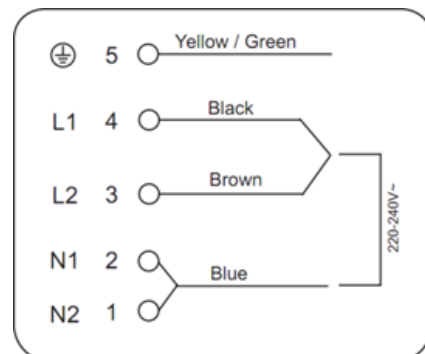 5 Yellow / Green
L1 4 Black
L2 3 Brown
N1 2
Blue
N2 1
220-240V~